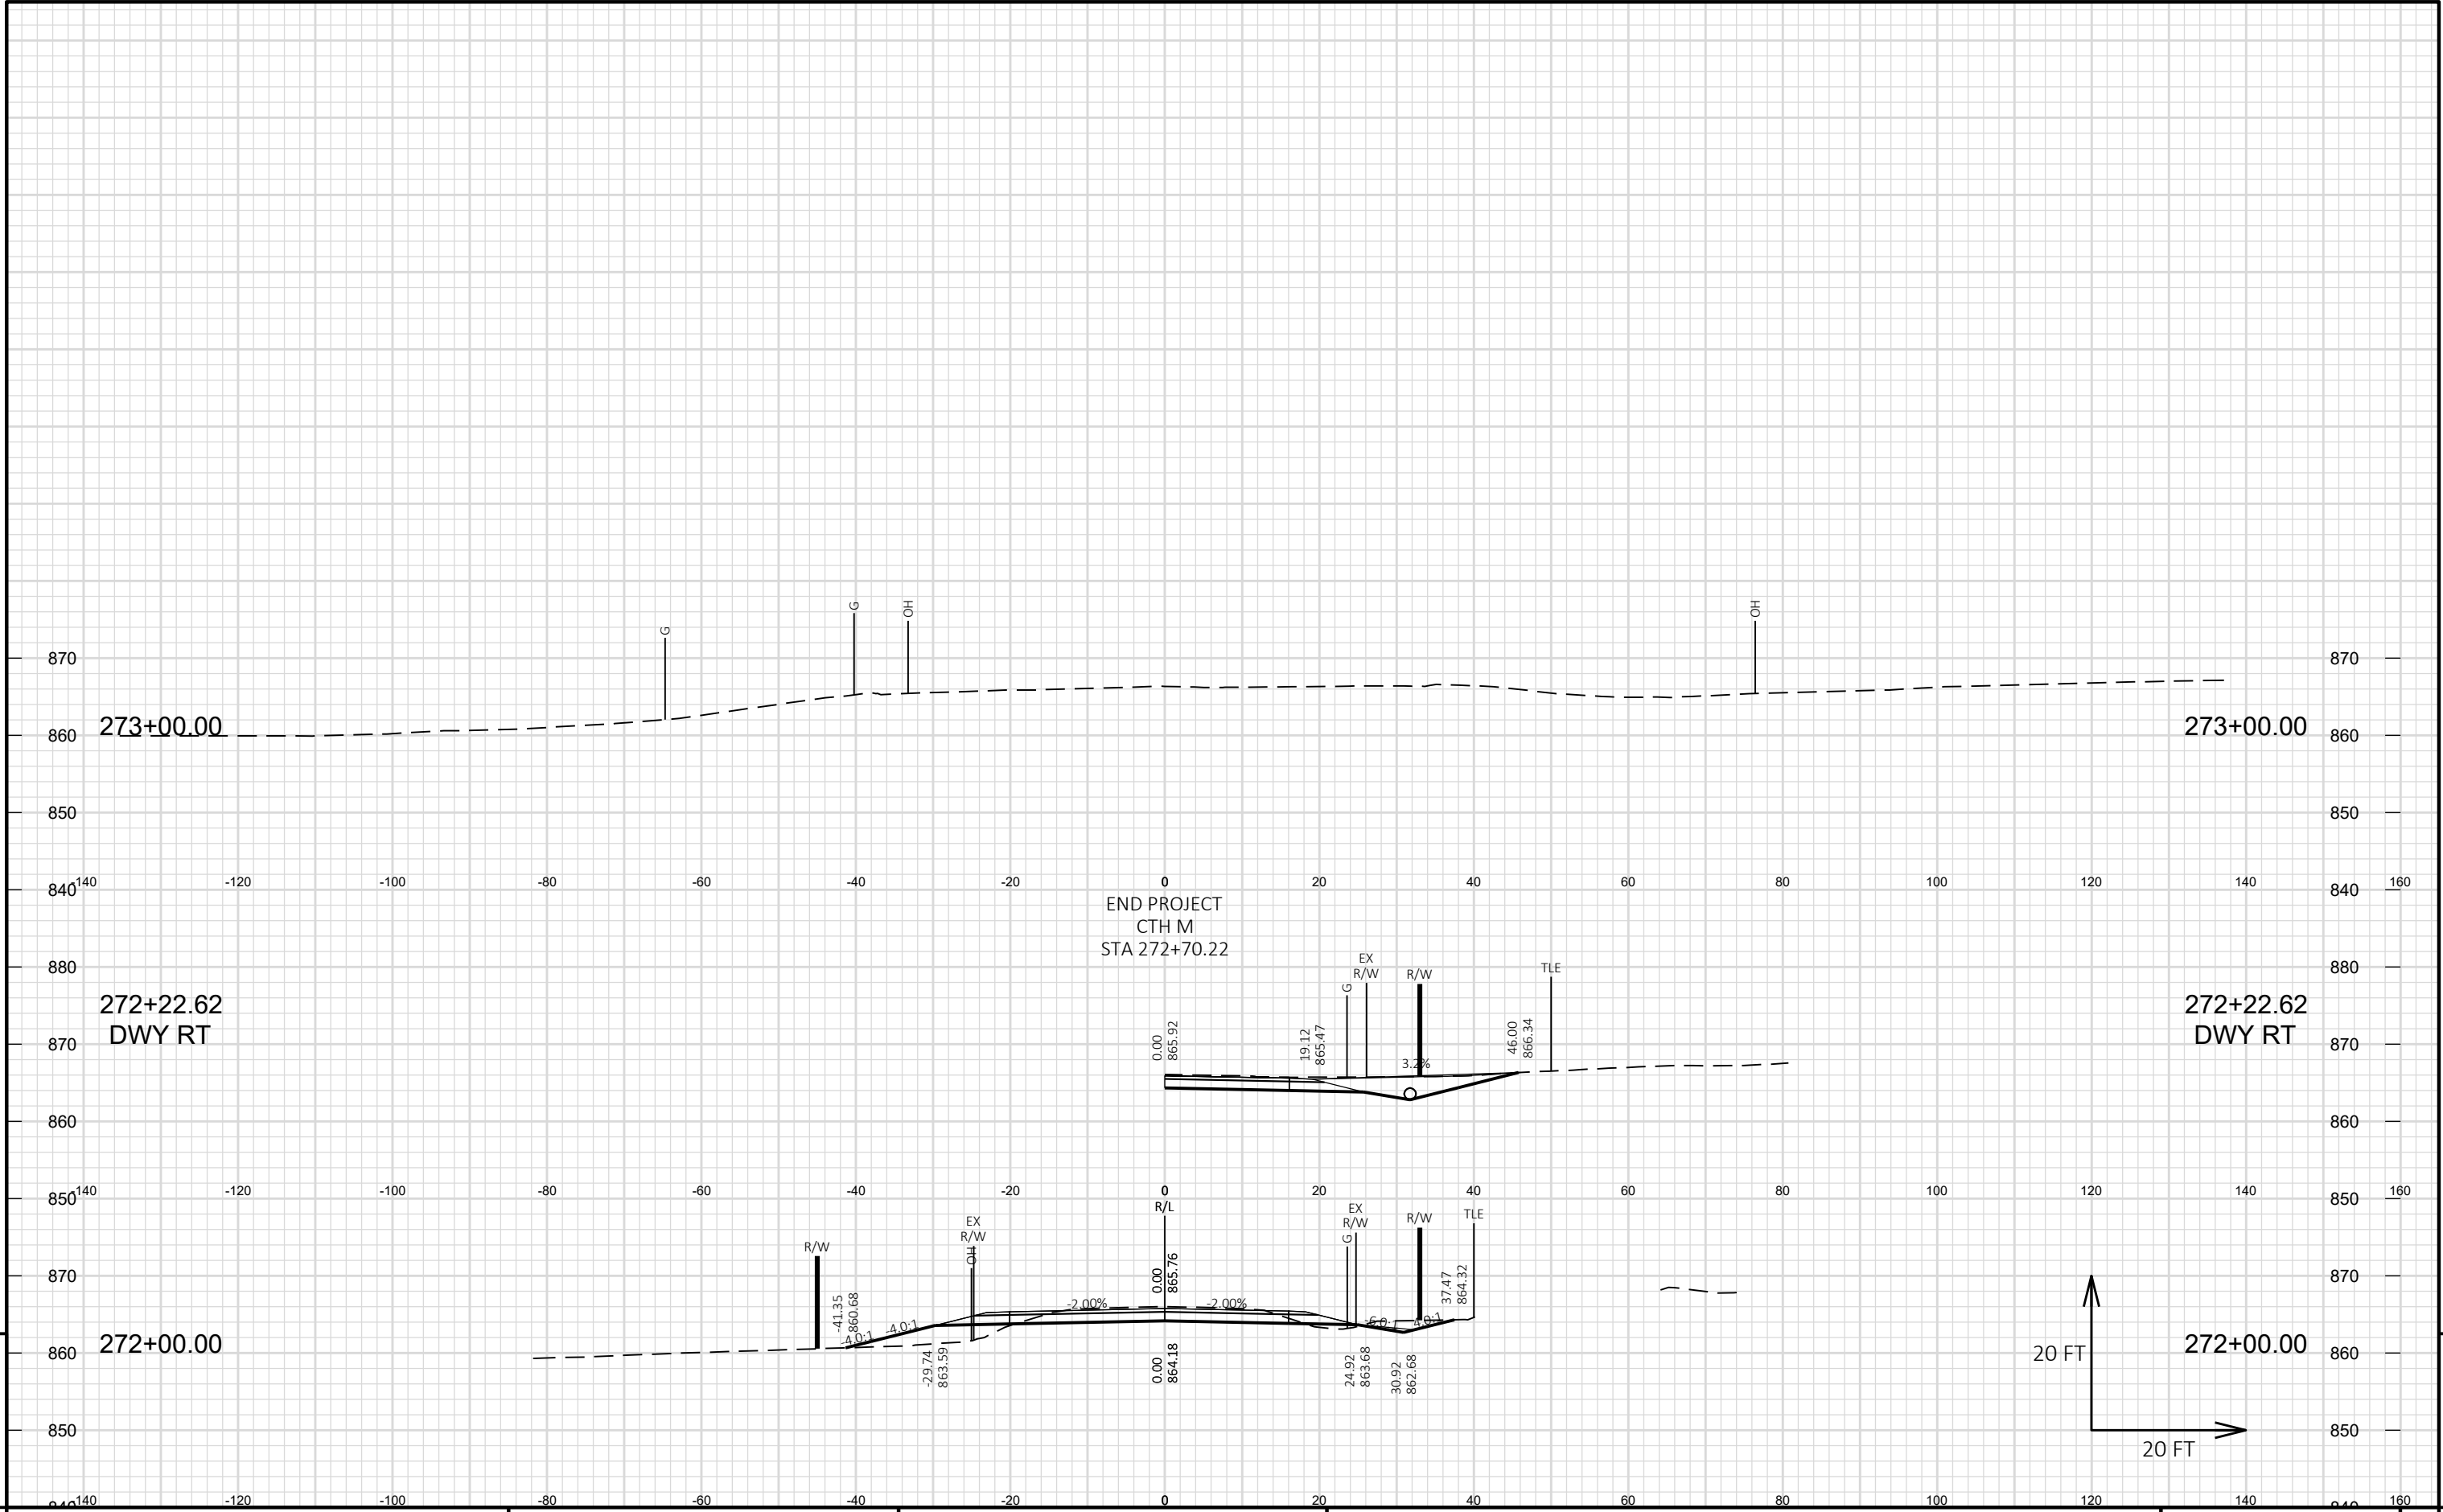 G
G
OH
OH
870
870
273+00.00
273+00.00
860
860
850
850
840
-140 -120 -100 -80 -60 -40 -20 0 20 40 60 80 100 120 140 160
840
END PROJECT
CTH M
STA 272+70.22
880
880
EX
R/W
R/W
TLE
G
272+22.62
DWY RT
272+22.62
DWY RT
870
870
0.00
865.92
19.12
865.47
46.00
866.34
3.2%
860
860
850
-140 -120 -100 -80 -60 -40 -20 0 20 40 60 80 100 120 140 160
850
R/L
EX
R/W
OH
R/W
EX
R/W
G
R/W
TLE
870
870
-41.35
860.68
0.00
865.76
37.47
864.32
-2.00%
-2.00%
-4.0:1
-4.0:1
4.0:1
272+00.00
272+00.00
860
860
-29.74
863.59
0.00
864.18
24.92
863.68
30.92
862.68
20 FT
850
850
20 FT
-140 -120 -100 -80 -60 -40 -20 0 20 40 60 80 100 120 140 160